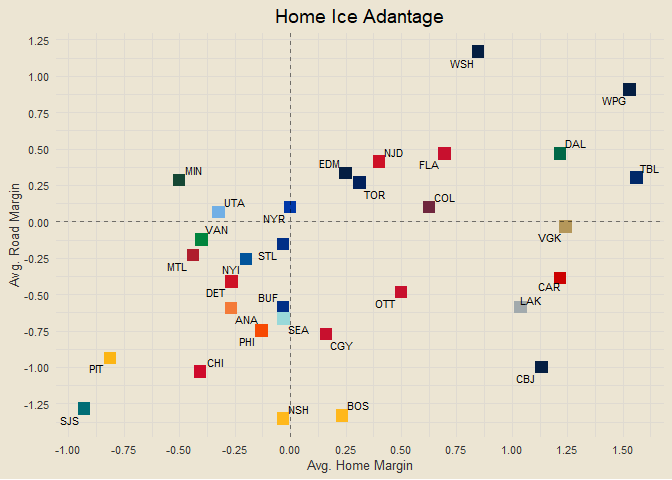 Home Ice Adantage
1.25
WSH
1.00
WPG
0.75
0.50
DAL
NJD
EDM
FLA
TBL
MIN
0.25
TOR
COL
UTA
NYR
0.00
VAN
VGK
STL
-0.25
MTL
NYI
CAR
DET
BUF
LAK
-0.50
OTT
ANA
SEA
-0.75
PHI
CGY
CHI
PIT
-1.00
CBJ
-1.25
NSH
BOS
SJS
-1.00
-0.75
-0.50
-0.25
0.00
0.25
0.50
0.75
1.00
1.25
1.50
Avg. Home Margin
Avg. Road Margin